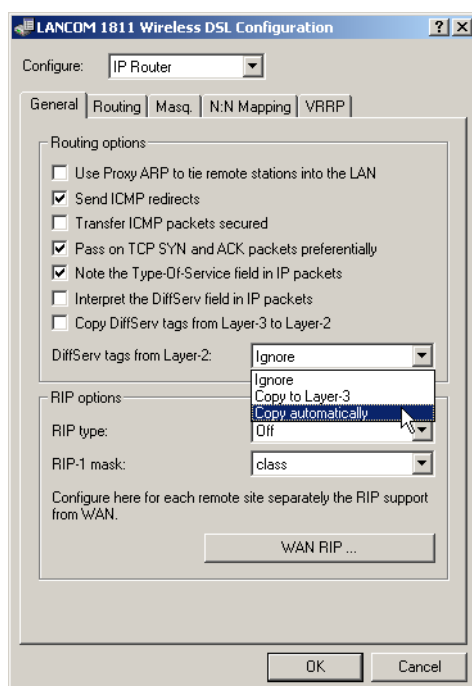 LANCOM 1811 Wireless DSL Configuration
Configure: IP Router
General Routing Masq. N:N Mapping VRRP
Routing options
Use Proxy ARP to tie remote stations into the LAN
Send ICMP redirects
Transfer ICMP packets secured
Pass on TCP SYN and ACK packets preferentially
Note the Type-Of-Service field in IP packets
Interpret the DiffServ field in IP packets
Copy DiffServ tags from Layer-3 to Layer-2
DiffServ tags from Layer-2: Ignore
Ignore
Copy to Layer-3
Copy automatically
RIP options
RIP type: Off
RIP-1 mask: class
Configure here for each remote site separately the RIP support
from WAN.
WAN RIP ...
OK Cancel